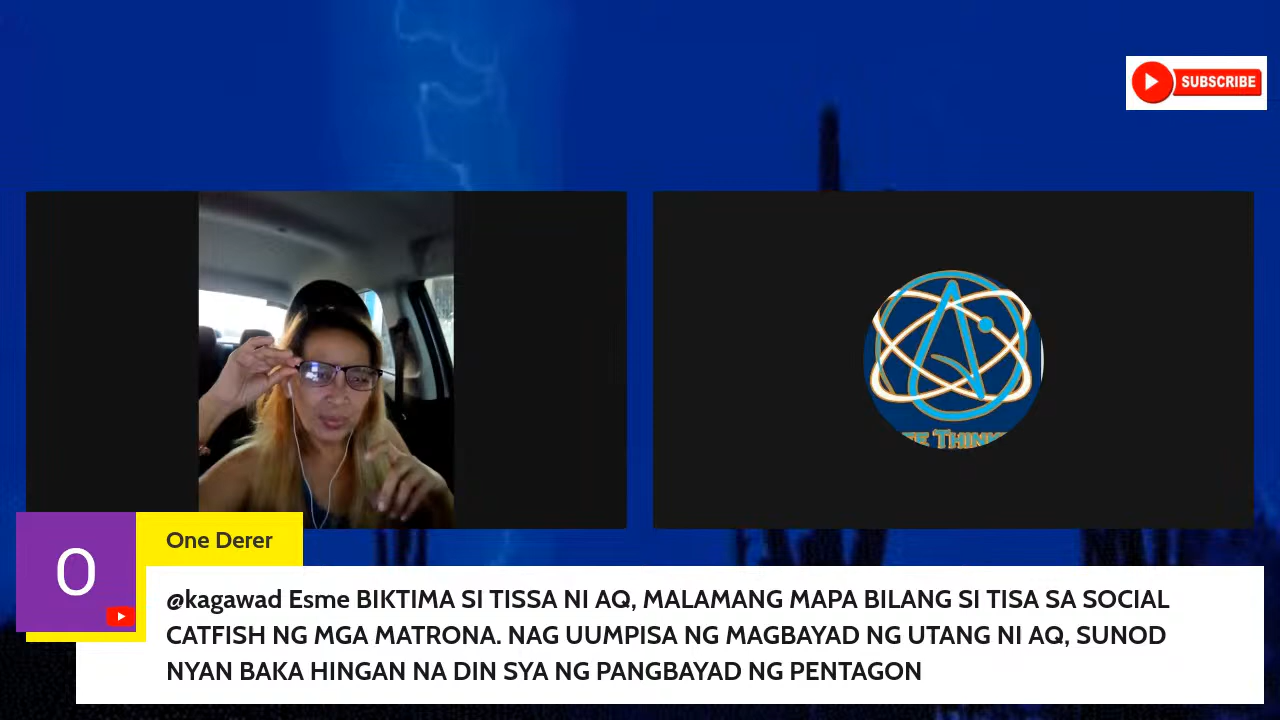 SUBSCRIBE
One Derer
O
@kagawad Esme BIKTIMA SI TISSA NI AQ, MALAMANG MAPA BILANG SI TISA SA SOCIAL
CATFISH NG MGA MATRONA. NAG UUMPISA NG MAGBAYAD NG UTANG NI AQ, SUNOD
NYAN BAKA HINGAN NA DIN SYA NG PANGBAYAD NG PENTAGON